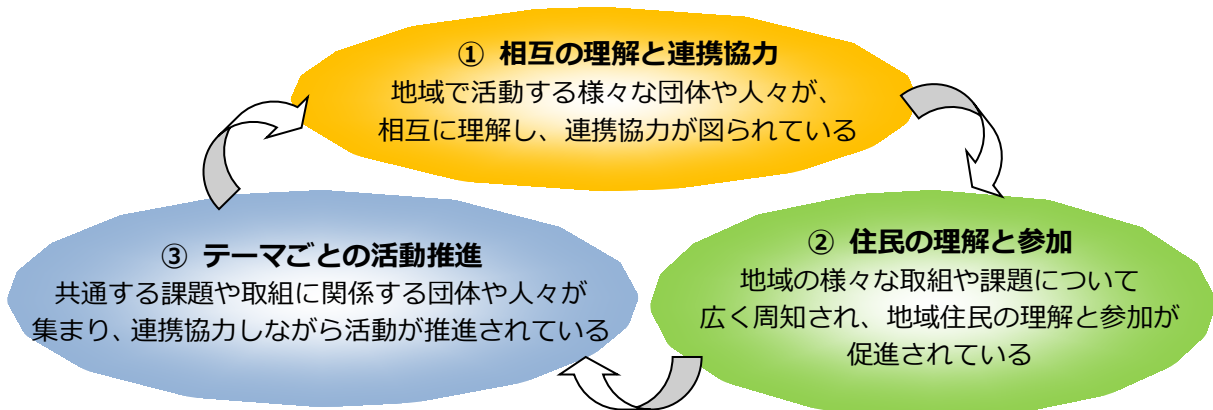 ① 相互の理解と連携協力
地域で活動する様々な団体や人々が、
相互に理解し、連携協力が図られている
② 住民の理解と参加
地域の様々な取組や課題について
広く周知され、地域住民の理解と参加が
促進されている
③ テーマごとの活動推進
共通する課題や取組に関係する団体や人々が
集まり、連携協力しながら活動が推進されている